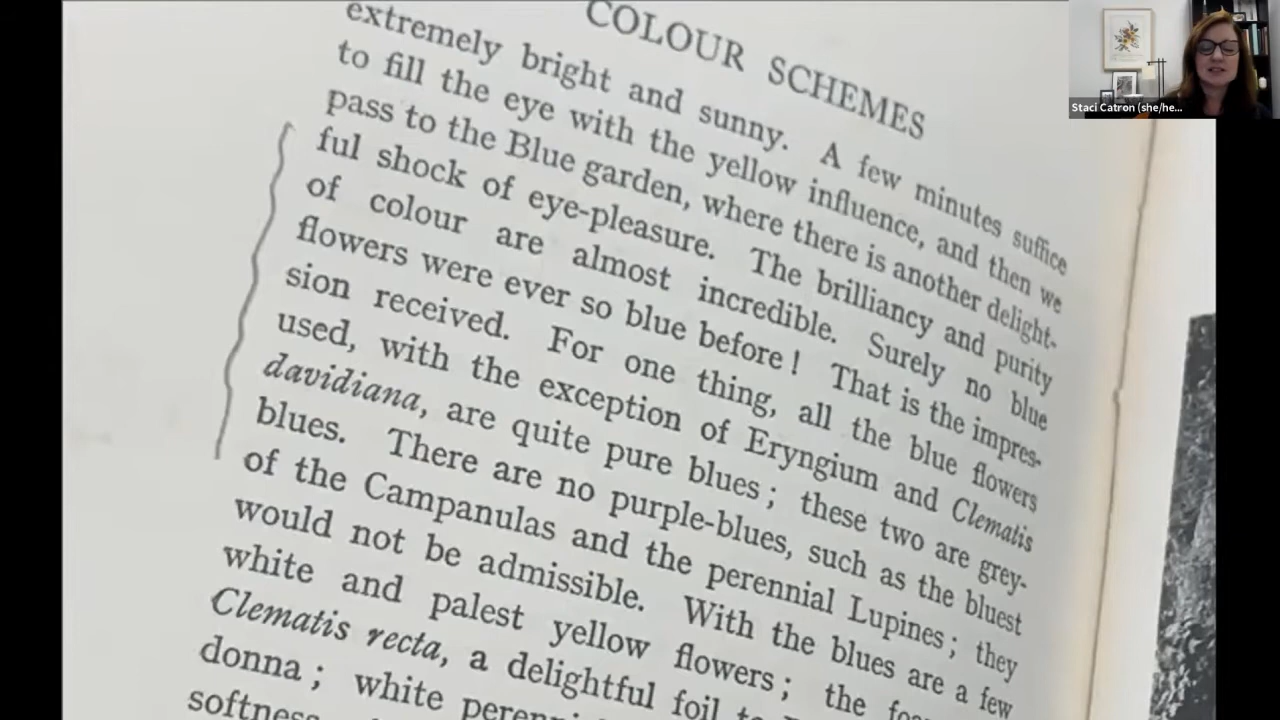 COLOUR SCHEMES
extremely bright and sunny. A few minutes suffice
to fill the eye with the yellow influence, and then we
pass to the Blue garden, where there is another delight-
ful shock of eye-pleasure. The brilliancy and purity
of colour are almost incredible. Surely no blue
flowers were ever so blue before! That is the impres-
sion received. For one thing, all the blue flowers
used, with the exception of Eryngium and Clematis
davidiana, are quite pure blues; these two are grey-
blues. There are no purple-blues, such as the bluest
of the Campanulas and the perennial Lupines; they
would not be admissible. With the blues are a few
white and palest yellow flowers; the
Clematis recta, a delightful foil to
donna; white
softness
Staci Catron (she/he...